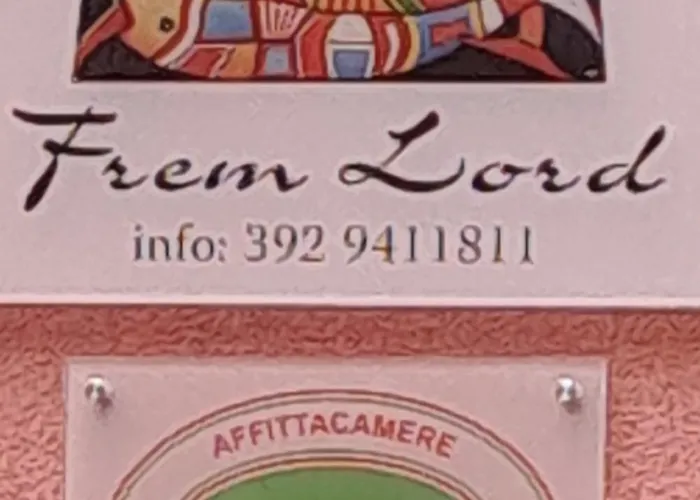 Frem Lord
info: 392 9411811
AFFITTACAMERE